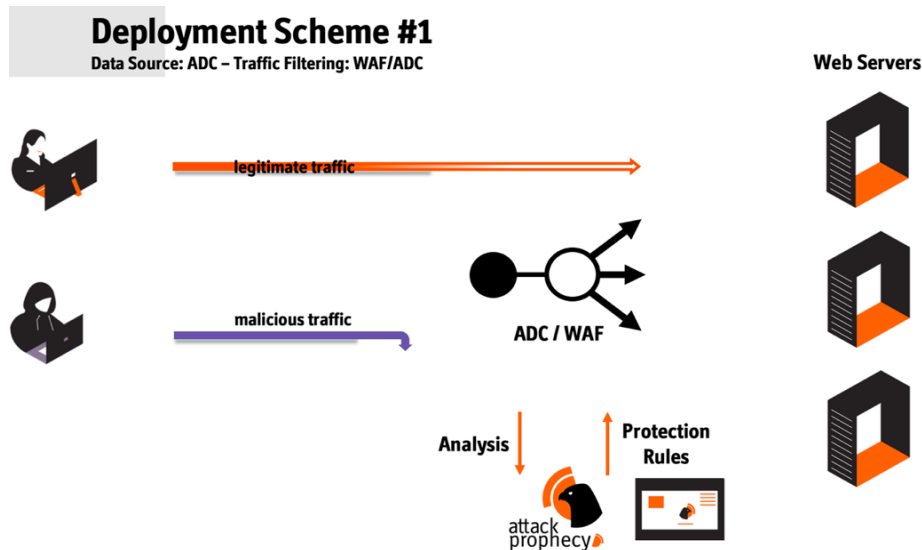 Deployment Scheme #1
Data Source: ADC – Traffic Filtering: WAF/ADC
Web Servers
legitimate traffic
malicious traffic
ADC / WAF
Analysis
Protection
Rules
attack
prophecy